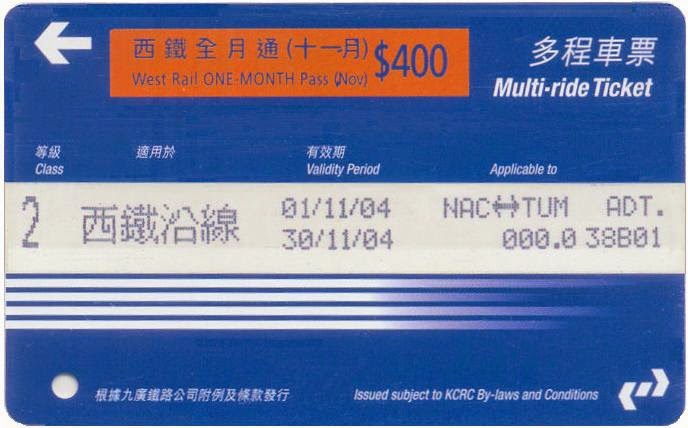 西鐵全月通(十一月) $400
West Rail ONE-MONTH Pass (Nov)
多程車票
Multi-ride Ticket
等級 適用於 有效期
Class Validity Period Applicable to
2 西鐵沿線 01/11/04 NAC↔TUM ADT.
30/11/04 000.0 38B01
根據九廣鐵路公司附例及條款發行 Issued subject to KCRC By-laws and Conditions